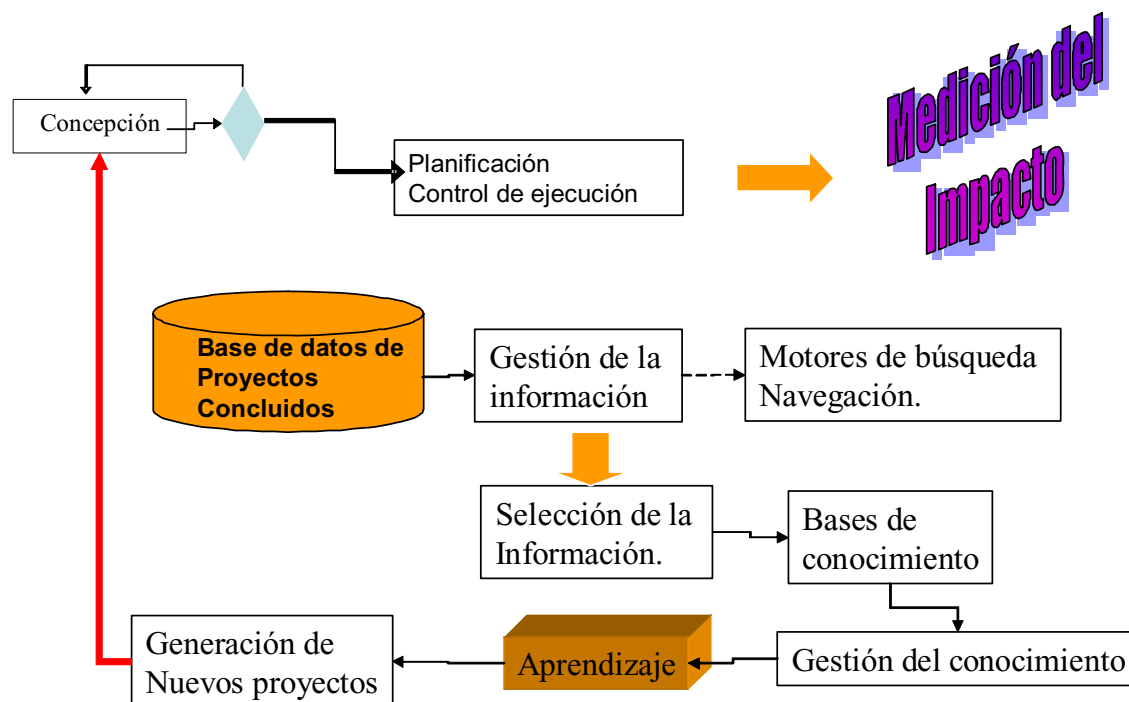 Concepción
Planificación
Control de ejecución
Medición del
Impacto
Base de datos de
Proyectos
Concluidos
Gestión de la
información
Motores de búsqueda
Navegación.
Selección de la
Información.
Bases de
conocimiento
Generación de
Nuevos proyectos
Aprendizaje
Gestión del conocimiento